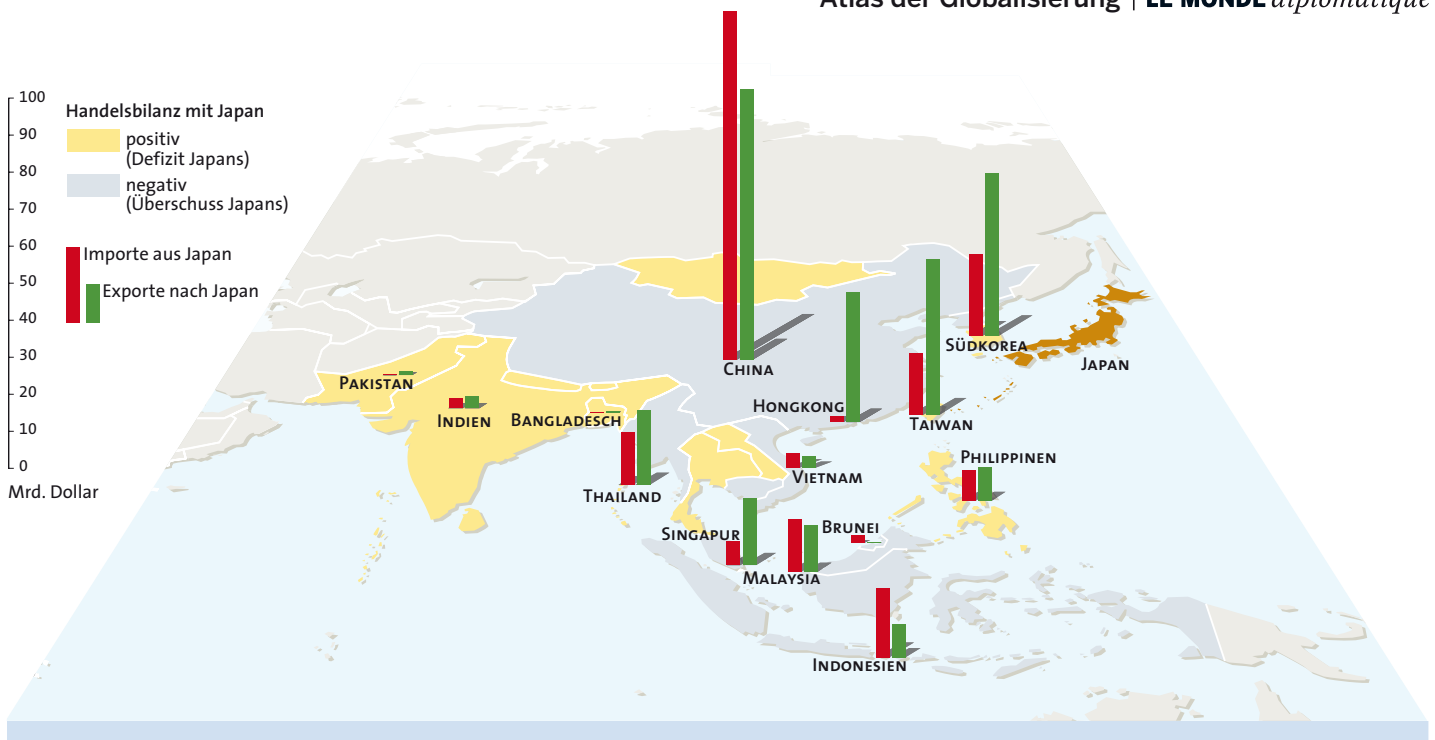 Atlas der Globalisierung | LE MONDE diplomatique
100
90
80
70
60
50
40
30
20
10
0
Mrd. Dollar
Handelsbilanz mit Japan
positiv
(Defizit Japans)
negativ
(Überschuss Japans)
Importe aus Japan
Exporte nach Japan
CHINA
SÜDKOREA
JAPAN
PAKISTAN
INDIEN
BANGLADESCH
HONGKONG
TAIWAN
THAILAND
VIETNAM
PHILIPPINEN
SINGAPUR
BRUNEI
MALAYSIA
INDONESIEN